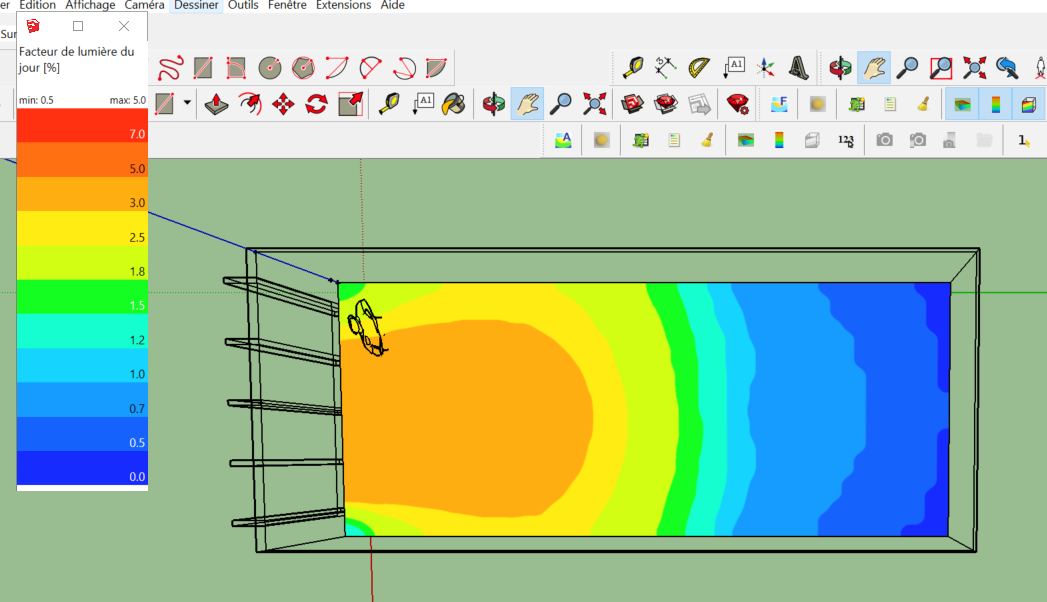 er Edition Affichage Caméra Dessiner Outils Fenêtre Extensions Aide
Sur
Facteur de lumière du
jour [%]
min: 0.5 max: 5.0
7.0
5.0
3.0
2.5
1.8
1.5
1.2
1.0
0.7
0.5
0.0
A1
A1
F
A
123
1